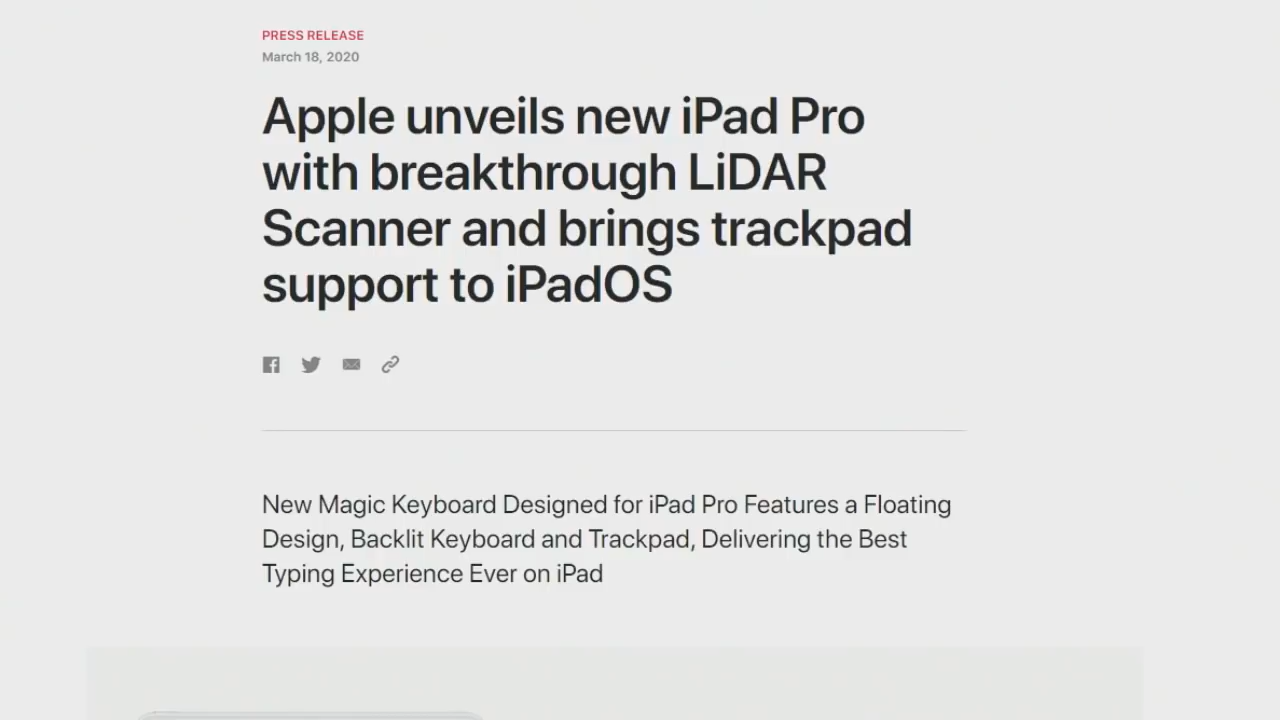 PRESS RELEASE
March 18, 2020
Apple unveils new iPad Pro
with breakthrough LiDAR
Scanner and brings trackpad
support to iPadOS
New Magic Keyboard Designed for iPad Pro Features a Floating
Design, Backlit Keyboard and Trackpad, Delivering the Best
Typing Experience Ever on iPad